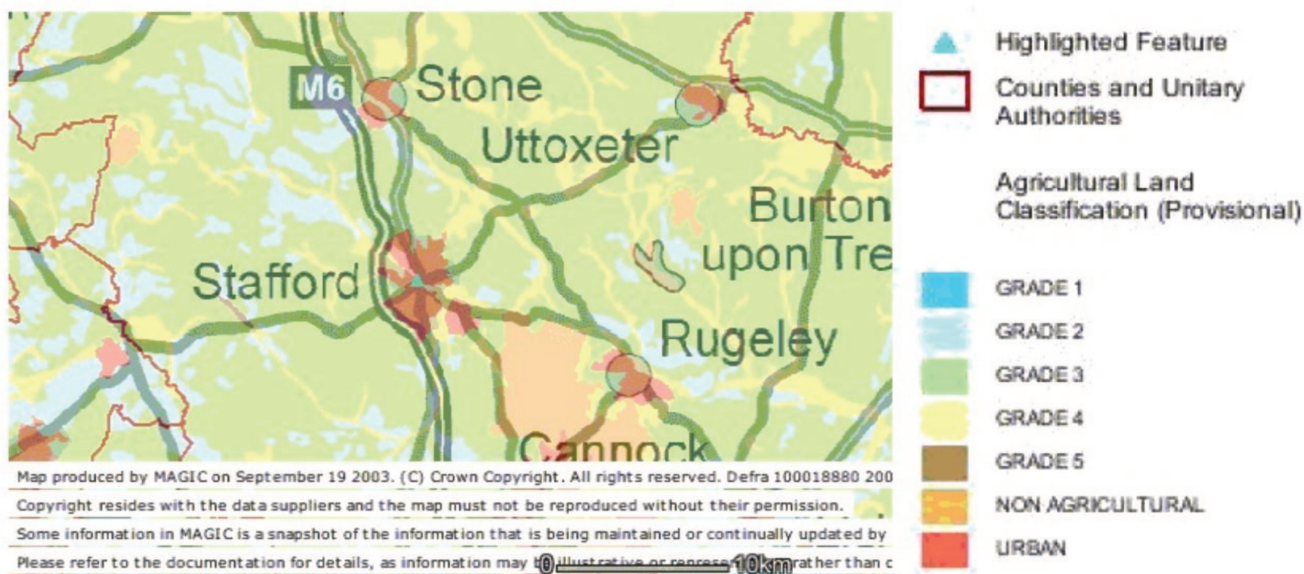 M6
Stone
Uttoxeter
Burton
upon Tre
Stafford
Rugeley
Cannock
Map produced by MAGIC on September 19 2003. (C) Crown Copyright. All rights reserved. Defra 100018880 200
Copyright resides with the data suppliers and the map must not be reproduced without their permission.
Some information in MAGIC is a snapshot of the information that is being maintained or continually updated by
Please refer to the documentation for details, as information may illustrative or rather than c
0 10km
Highlighted Feature
Counties and Unitary
Authorities
Agricultural Land
Classification (Provisional)
GRADE 1
GRADE 2
GRADE 3
GRADE 4
GRADE 5
NON AGRICULTURAL
URBAN